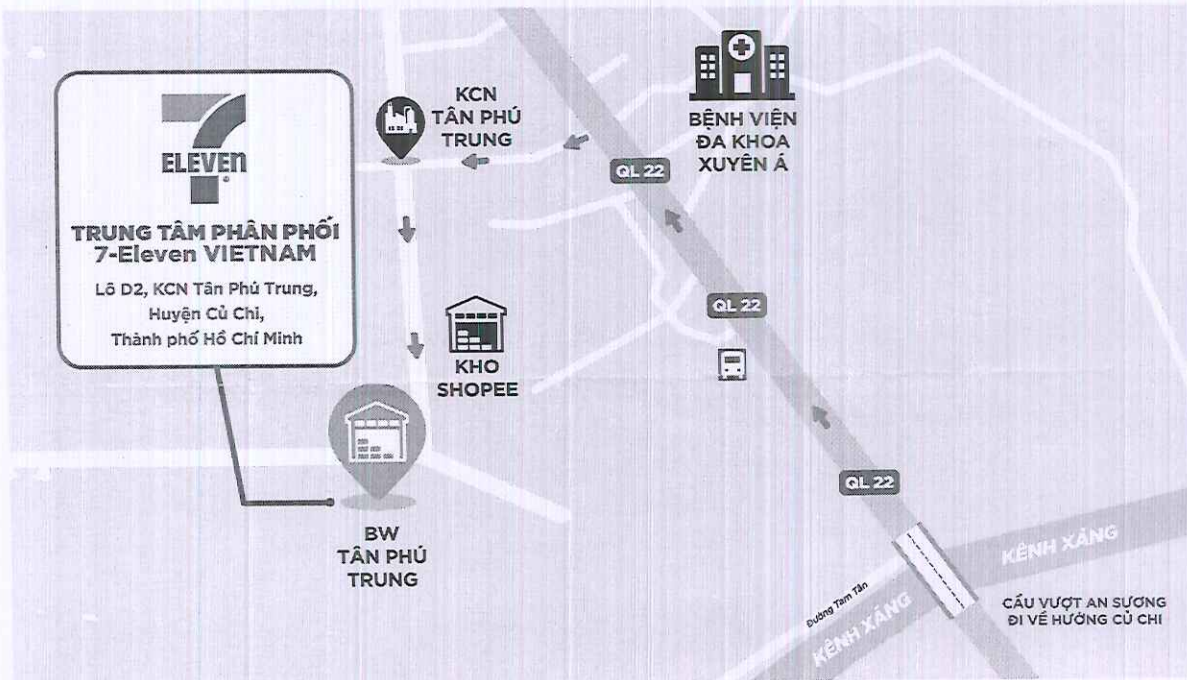 7
ELEVEN
®
TRUNG TÂM PHÂN PHỐI
7-Eleven VIETNAM
Lô D2, KCN Tân Phú Trung,
Huyện Củ Chi,
Thành phố Hồ Chí Minh
KCN
TÂN PHÚ
TRUNG
BỆNH VIỆN
ĐA KHOA
XUYÊN Á
QL 22
QL 22
KHO
SHOPEE
QL 22
BW
TÂN PHÚ
TRUNG
KÊNH XÁNG
Đường Tam Tân
KÊNH XÁNG
CẦU VƯỢT AN SƯƠNG
ĐI VỀ HƯỚNG CỦ CHI